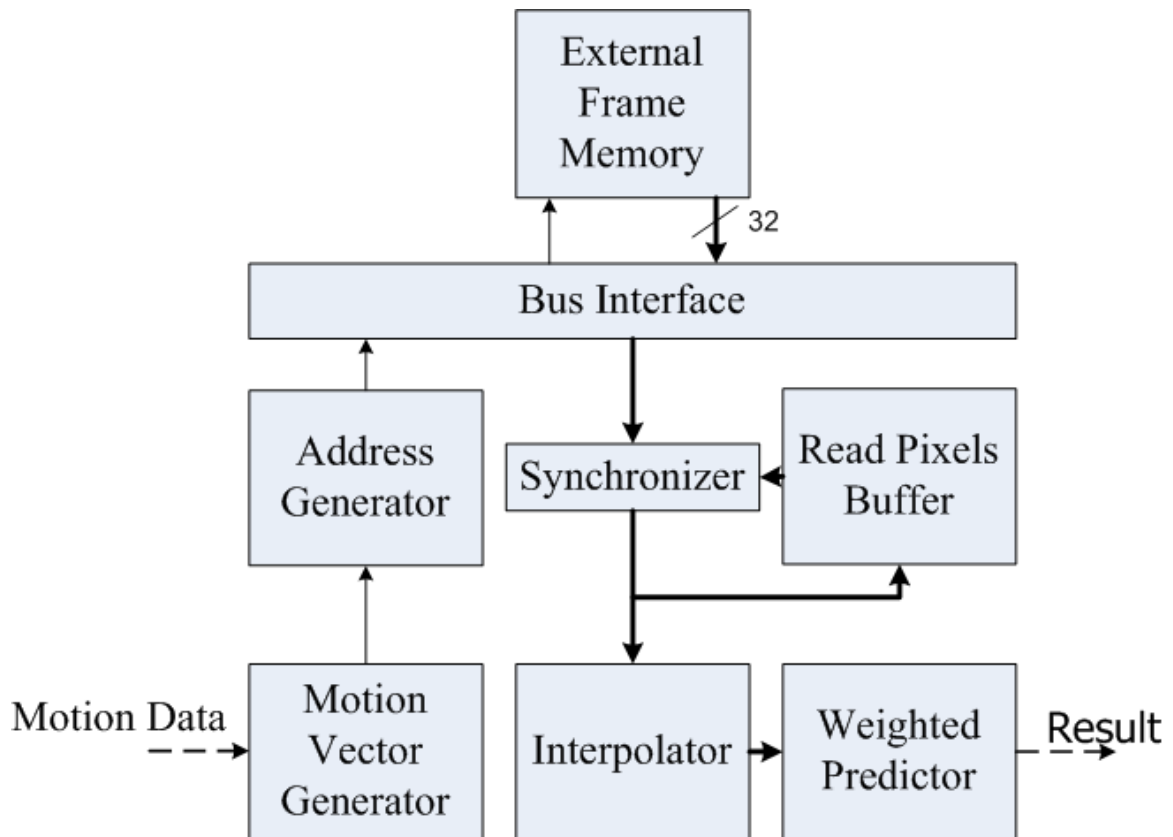 External
Frame
Memory
32
Bus Interface
Address
Generator
Synchronizer
Read Pixels
Buffer
Motion Data
Motion
Vector
Generator
Interpolator
Weighted
Predictor
Result